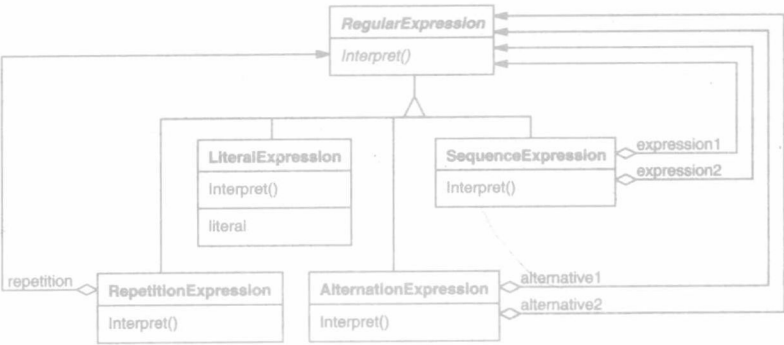 RegularExpression
Interpret()
LiteralExpression
Interpret()
literal
SequenceExpression
Interpret()
expression1
expression2
repetition
RepetitionExpression
Interpret()
AlternationExpression
Interpret()
alternative1
alternative2